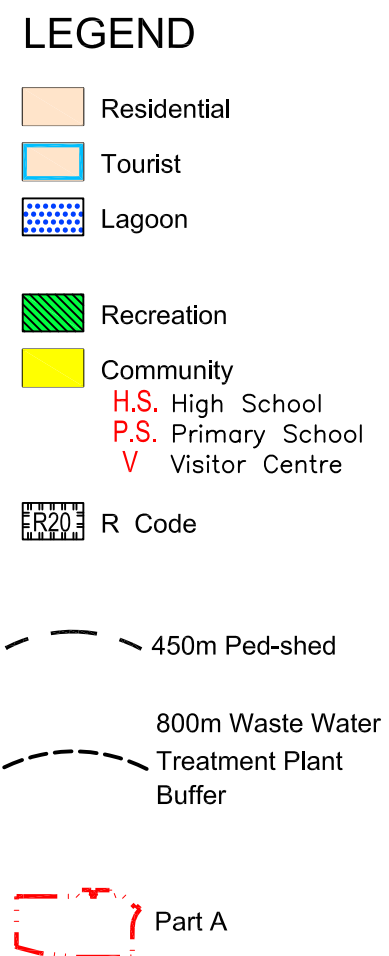 LEGEND
Residential
Tourist
Lagoon
Recreation
Community
H.S. High School
P.S. Primary School
V Visitor Centre
R20 R Code
450m Ped-shed
800m Waste Water
Treatment Plant
Buffer
Part A